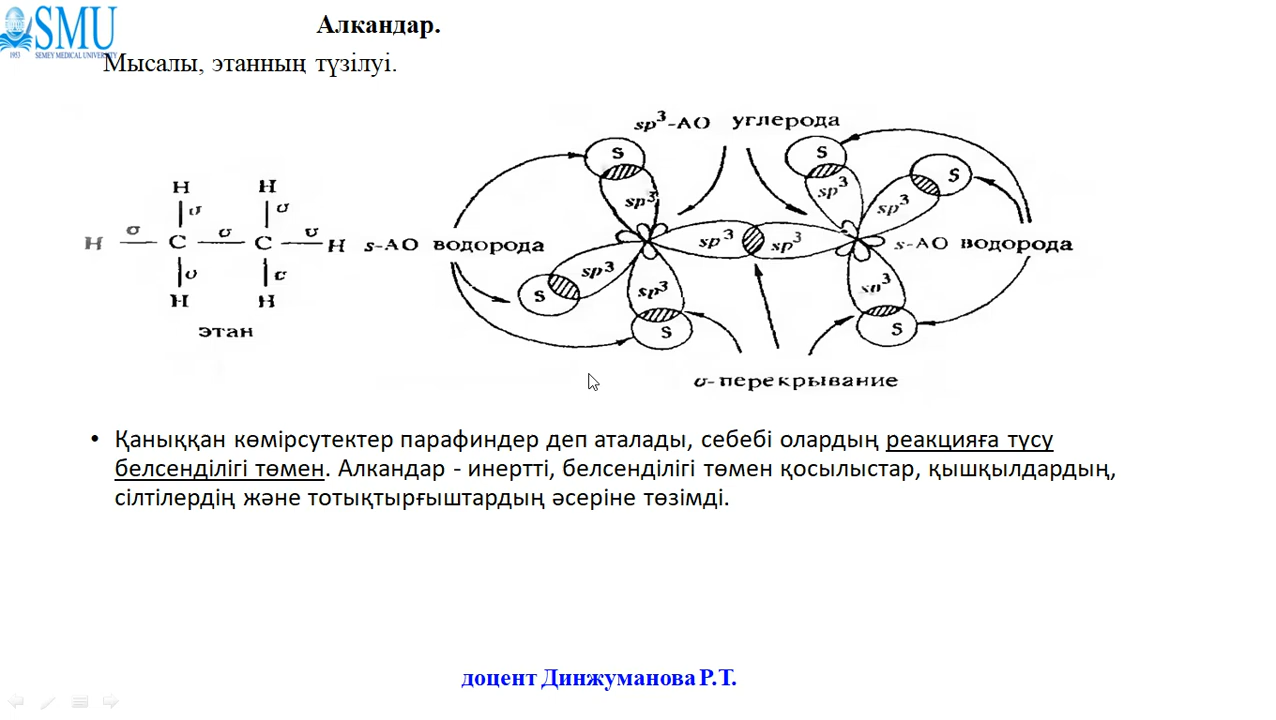 SMU
1953 SEMEY MEDICAL UNIVERSITY
Алкандар.
Мысалы, этанның түзілуі.
sp³-АО углерода
S S S
sp³ sp³ sp³
H H
σ σ
H σ C σ C σ H
σ σ
H H
этан
s-АО водорода
sp³ sp³
s-АО водорода
sp³ sp³ sp³
S S S
σ-перекрывание
• Қаныққан көмірсутектер парафиндер деп аталады, себебі олардың реакцияға түсу
белсенділігі төмен. Алкандар - инертті, белсенділігі төмен қосылыстар, қышқылдардың,
сілтілердің және тотықтырғыштардың әсеріне төзімді.
доцент Динжуманова Р.Т.